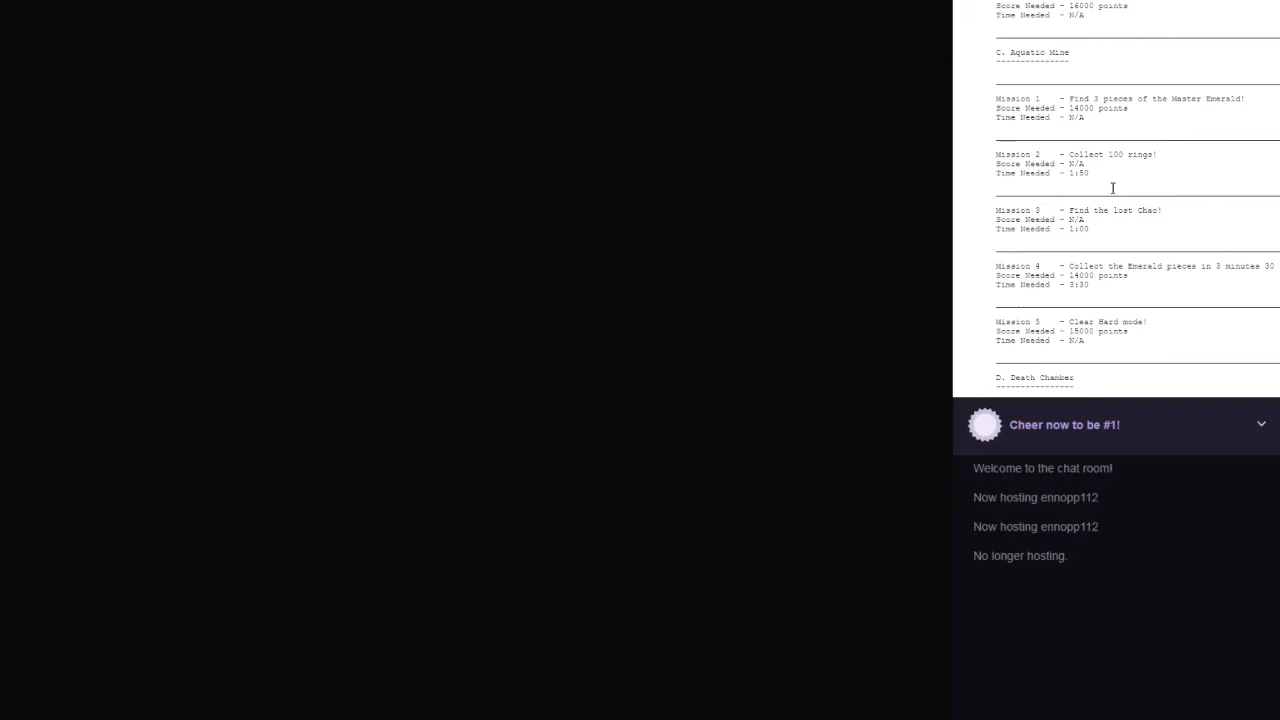 Score Needed - 16000 points
Time Needed - N/A
C. Aquatic Mine
---------------
Mission 1 - Find 3 pieces of the Master Emerald!
Score Needed - 14000 points
Time Needed - N/A
Mission 2 - Collect 100 rings!
Score Needed - N/A
Time Needed - 1:50
Mission 3 - Find the lost Chao!
Score Needed - N/A
Time Needed - 1:00
Mission 4 - Collect the Emerald pieces in 3 minutes 30
Score Needed - 14000 points
Time Needed - 3:30
Mission 5 - Clear Hard mode!
Score Needed - 15000 points
Time Needed - N/A
D. Death Chamber
----------------
Cheer now to be #1!
Welcome to the chat room!
Now hosting ennopp112
Now hosting ennopp112
No longer hosting.